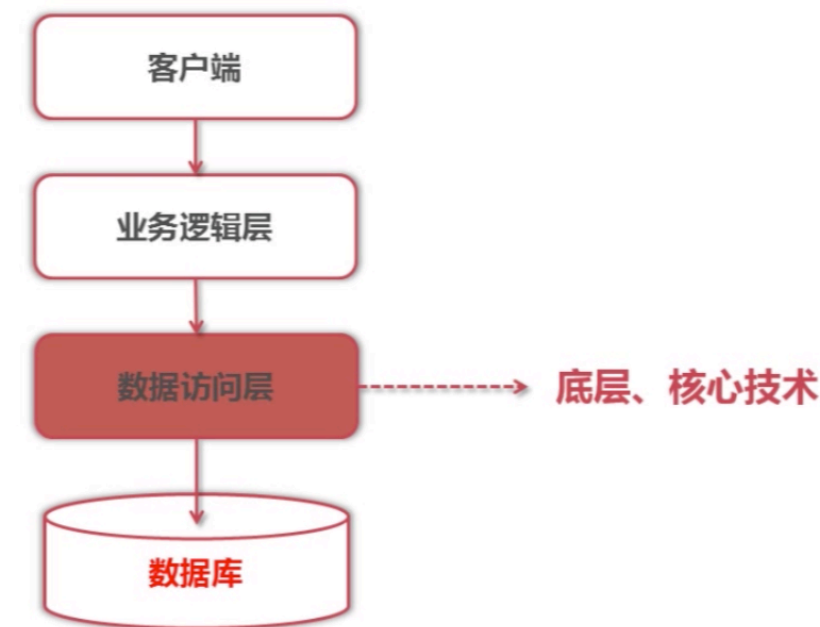 客户端
业务逻辑层
数据访问层
底层、核心技术
数据库